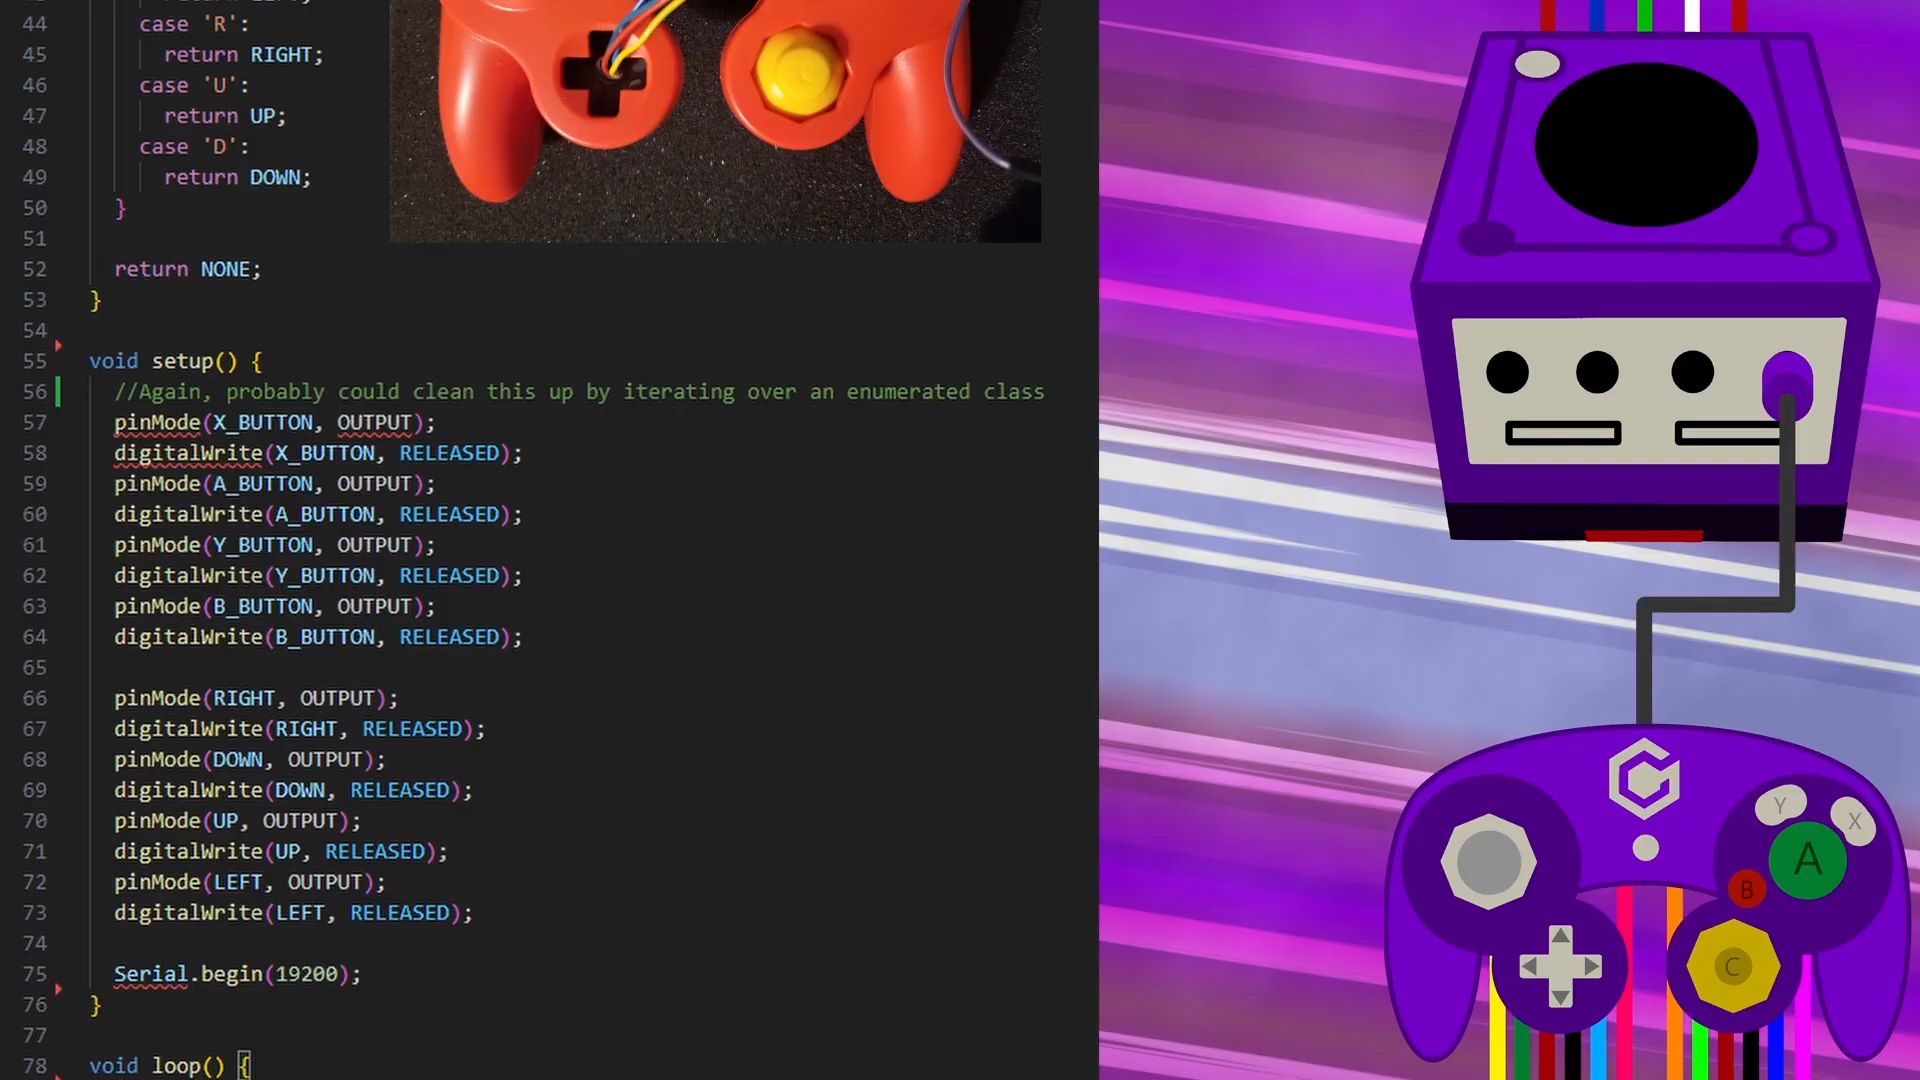 44 case 'R':
45 return RIGHT;
46 case 'U':
47 return UP;
48 case 'D':
49 return DOWN;
50 }
51
52 return NONE;
53 }
54
55 void setup() {
56 //Again, probably could clean this up by iterating over an enumerated class
57 pinMode(X_BUTTON, OUTPUT);
58 digitalWrite(X_BUTTON, RELEASED);
59 pinMode(A_BUTTON, OUTPUT);
60 digitalWrite(A_BUTTON, RELEASED);
61 pinMode(Y_BUTTON, OUTPUT);
62 digitalWrite(Y_BUTTON, RELEASED);
63 pinMode(B_BUTTON, OUTPUT);
64 digitalWrite(B_BUTTON, RELEASED);
65
66 pinMode(RIGHT, OUTPUT);
67 digitalWrite(RIGHT, RELEASED);
68 pinMode(DOWN, OUTPUT);
69 digitalWrite(DOWN, RELEASED);
70 pinMode(UP, OUTPUT);
71 digitalWrite(UP, RELEASED);
72 pinMode(LEFT, OUTPUT);
73 digitalWrite(LEFT, RELEASED);
74
75 Serial.begin(19200);
76 }
77
78 void loop() {
Y
X
A
B
C